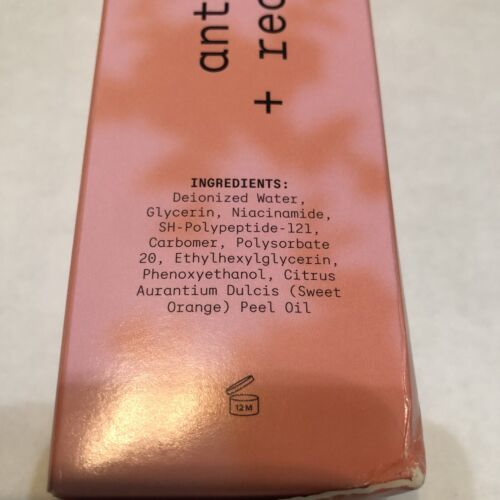 ant
+ rec
INGREDIENTS:
Deionized Water,
Glycerin, Niacinamide,
SH-Polypeptide-121,
Carbomer, Polysorbate
20, Ethylhexylglycerin,
Phenoxyethanol, Citrus
Aurantium Dulcis (Sweet
Orange) Peel Oil
12M